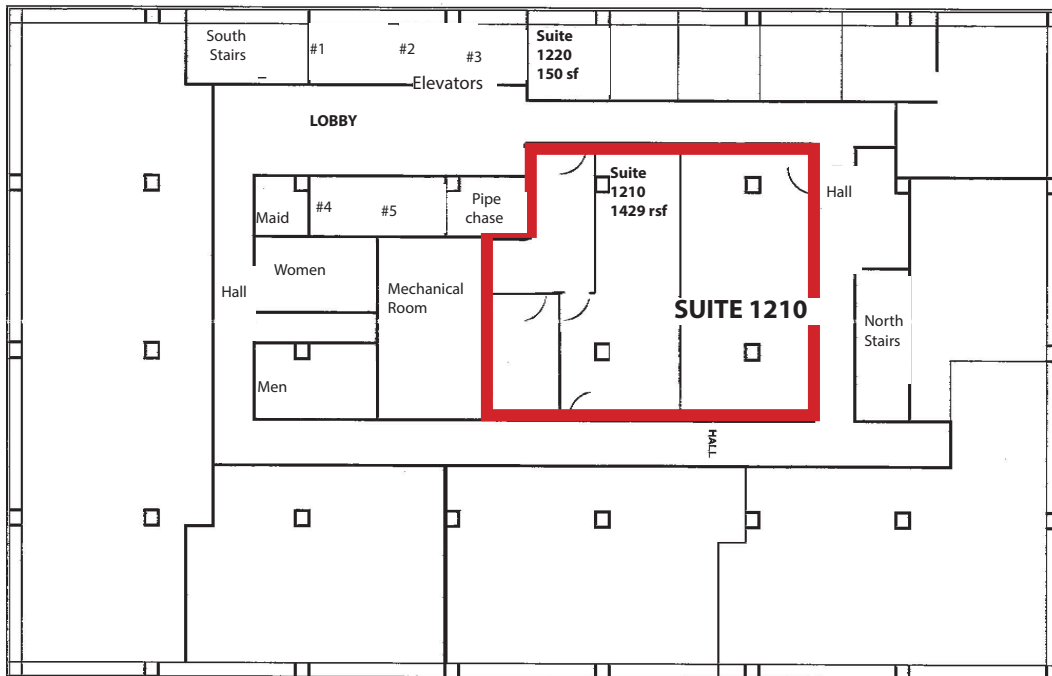 South
Stairs
#1
#2
#3
Elevators
Suite
1220
150 sf
LOBBY
Maid
#4
#5
Pipe
chase
Suite
1210
1429 rsf
Hall
Women
Hall
Mechanical
Room
SUITE 1210
North
Stairs
Men
HALL